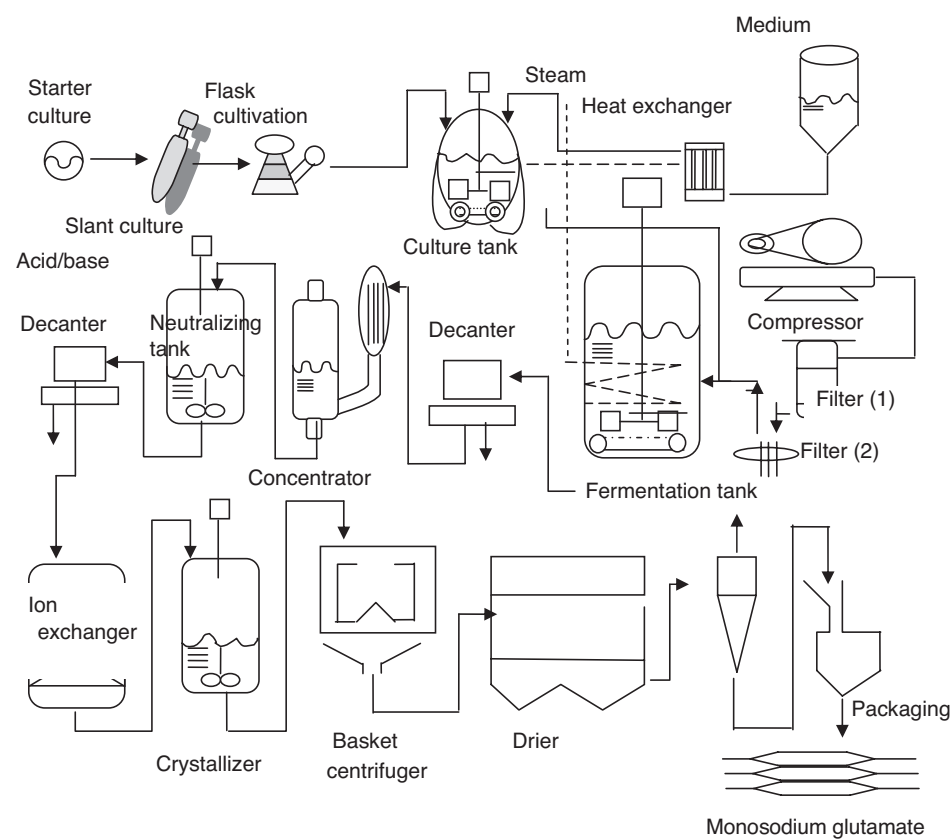 Medium
Steam
Heat exchanger
Starter
culture
Flask
cultivation
Slant culture
Culture tank
Acid/base
Decanter
Neutralizing
tank
Decanter
Compressor
Filter (1)
Filter (2)
Concentrator
Fermentation tank
Ion
exchanger
Crystallizer
Basket
centrifuger
Drier
Packaging
Monosodium glutamate